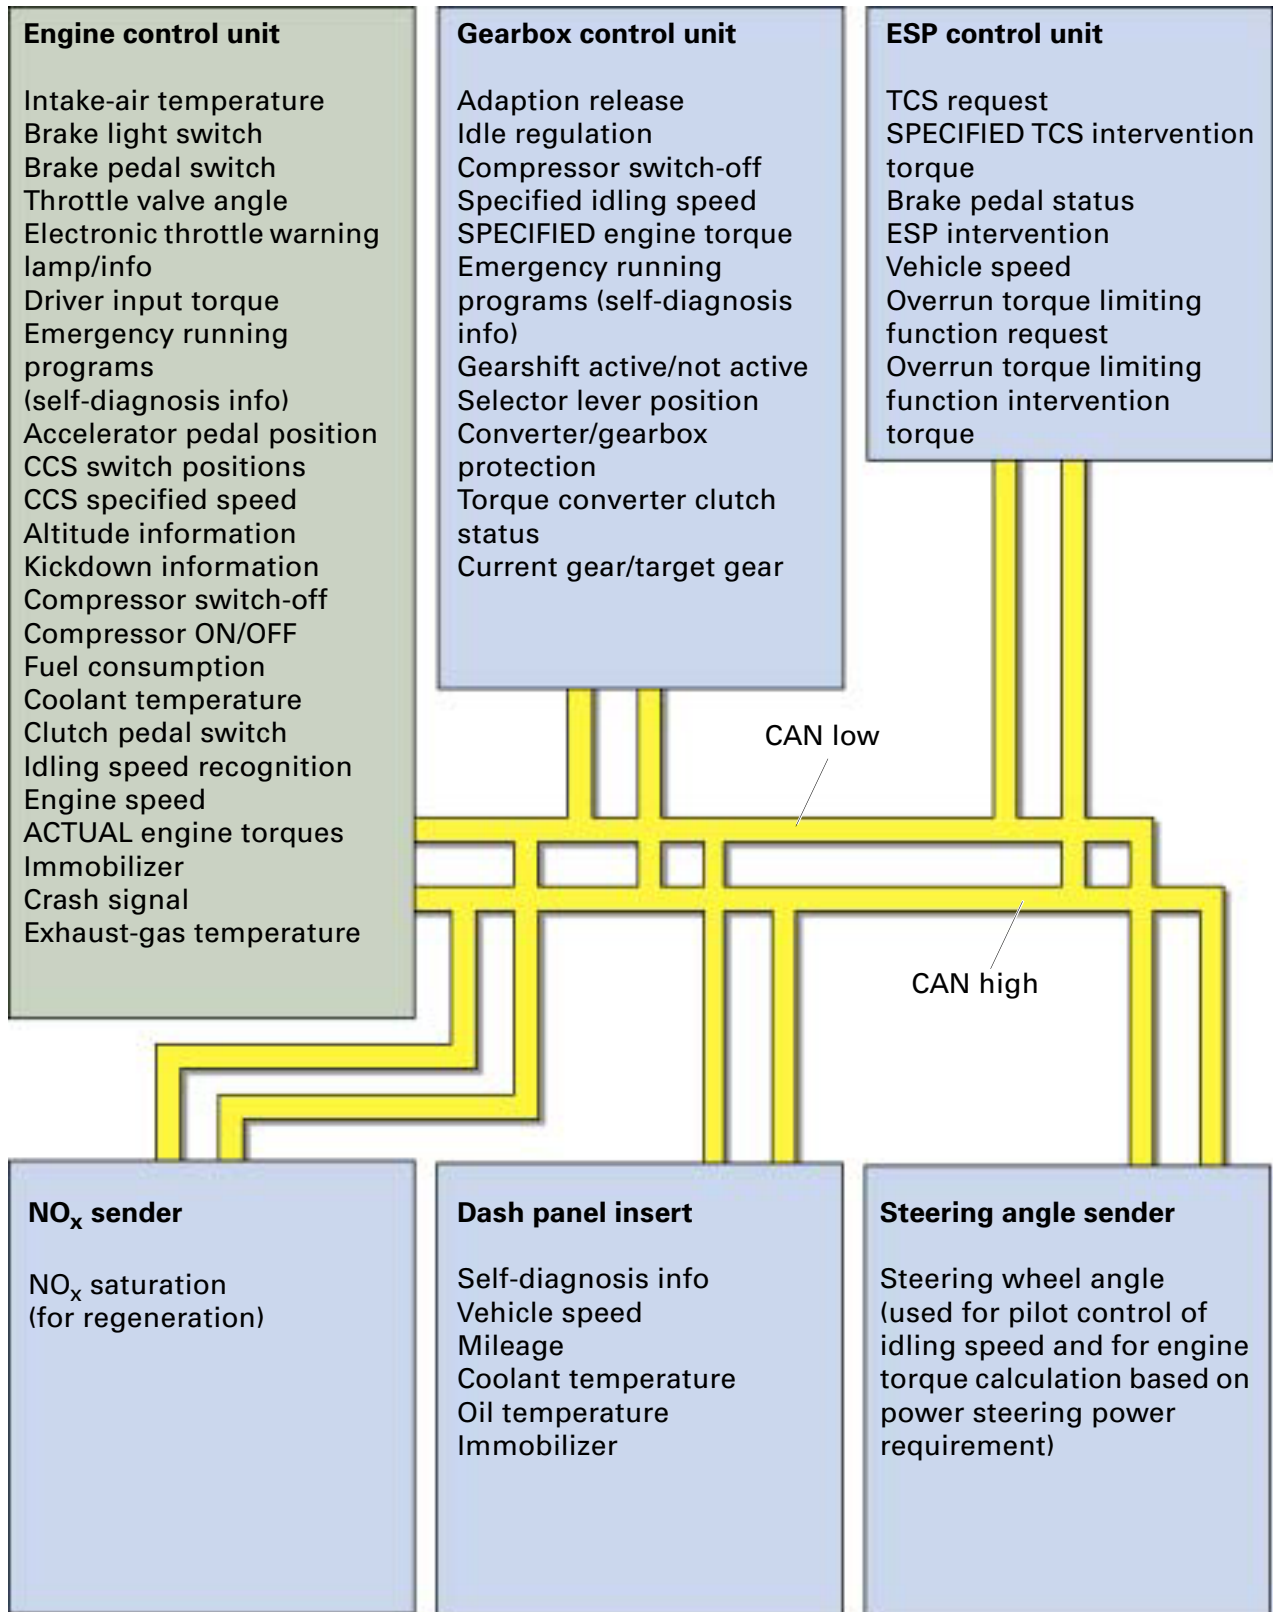 Engine control unit
Intake-air temperature
Brake light switch
Brake pedal switch
Throttle valve angle
Electronic throttle warning
lamp/info
Driver input torque
Emergency running
programs
(self-diagnosis info)
Accelerator pedal position
CCS switch positions
CCS specified speed
Altitude information
Kickdown information
Compressor switch-off
Compressor ON/OFF
Fuel consumption
Coolant temperature
Clutch pedal switch
Idling speed recognition
Engine speed
ACTUAL engine torques
Immobilizer
Crash signal
Exhaust-gas temperature
Gearbox control unit
Adaption release
Idle regulation
Compressor switch-off
Specified idling speed
SPECIFIED engine torque
Emergency running
programs (self-diagnosis
info)
Gearshift active/not active
Selector lever position
Converter/gearbox
protection
Torque converter clutch
status
Current gear/target gear
ESP control unit
TCS request
SPECIFIED TCS intervention
torque
Brake pedal status
ESP intervention
Vehicle speed
Overrun torque limiting
function request
Overrun torque limiting
function intervention
torque
CAN low
CAN high
NOx sender
NOx saturation
(for regeneration)
Dash panel insert
Self-diagnosis info
Vehicle speed
Mileage
Coolant temperature
Oil temperature
Immobilizer
Steering angle sender
Steering wheel angle
(used for pilot control of
idling speed and for engine
torque calculation based on
power steering power
requirement)